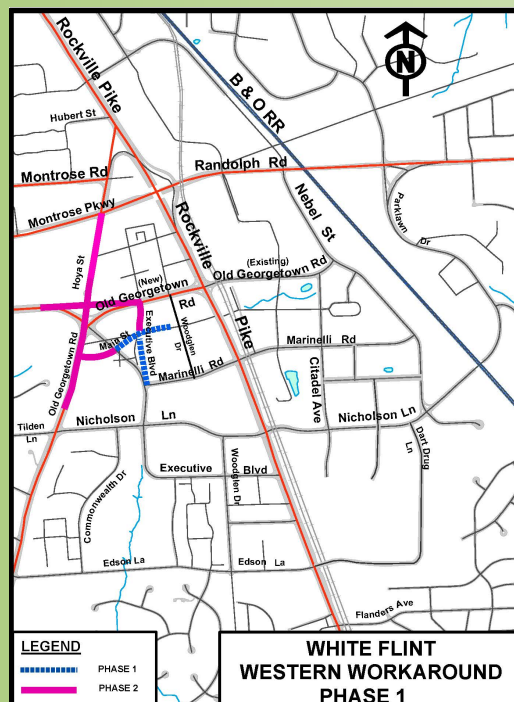 Rockville Pike
B & O RR
N
Hubert St
Montrose Rd
Randolph Rd
Montrose Pkwy
Nebel St
Parklawn Dr
Rockville Pike
Hoya St
(New)
Old Georgetown Rd
(Existing)
Old Georgetown Rd
Main St
Executive Blvd
Woodglen Dr
Old Georgetown Rd
Marinelli Rd
Marinelli Rd
Citadel Ave
Nicholson Ln
Nicholson Ln
Tilden Ln
Dart Drug Ln
Executive Blvd
Woodglen Dr
Commonwealth Dr
Edson La
Edson La
Flanders Ave
LEGEND
PHASE 1
PHASE 2
WHITE FLINT
WESTERN WORKAROUND
PHASE 1